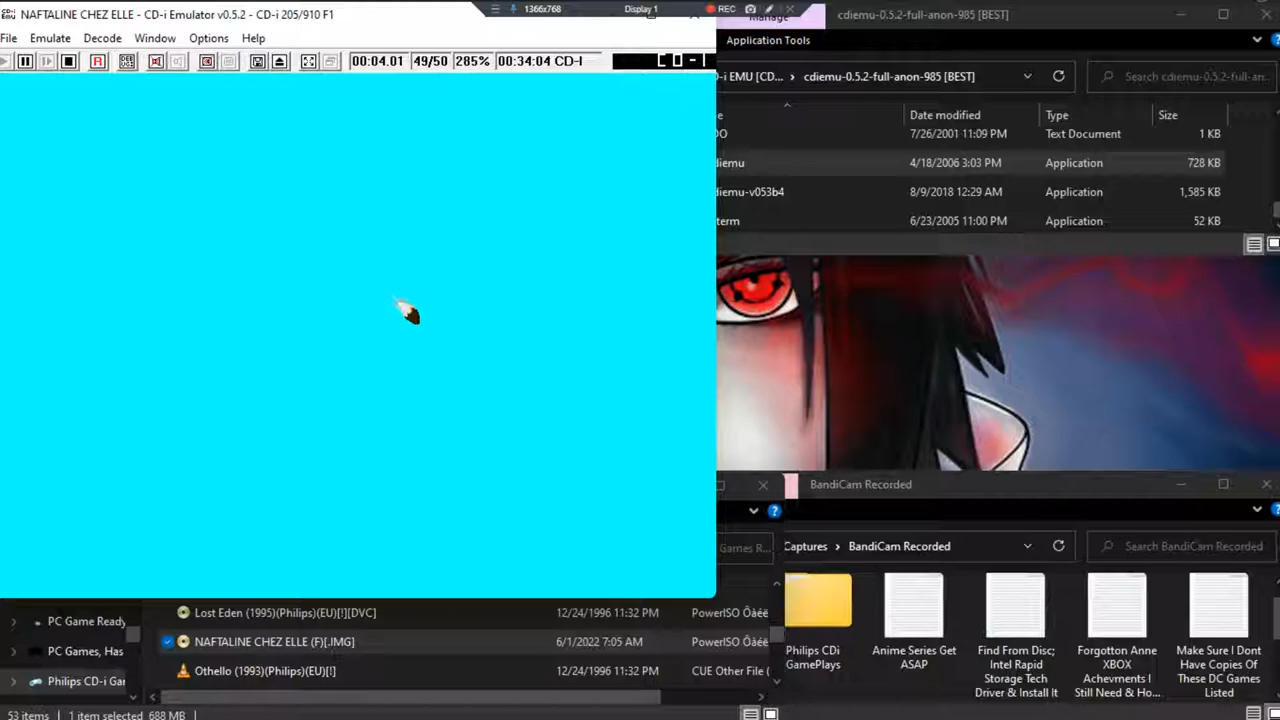 NAFTALINE CHEZ ELLE - CD-i Emulator v0.5.2 - CD-i 205/910 F1
1366x768
Display 1
REC
Manage
cdiemu-0.5.2-full-anon-985 [BEST]
File Emulate Decode Window Options Help
Application Tools
00:04.01 49/50 285% 00:34:04 CD-I
CD-I
-i EMU [CD... cdiemu-0.5.2-full-anon-985 [BEST]
Search cdiemu-0.5.2-full-an...
Date modified Type Size
7/26/2001 11:09 PM Text Document 1 KB
diemu 4/18/2006 3:03 PM Application 728 KB
diemu-v053b4 8/9/2018 12:29 AM Application 1,585 KB
term 6/23/2005 11:00 PM Application 52 KB
BandiCam Recorded
Games R...
Captures BandiCam Recorded
Search BandiCam Recorded
PC Game Ready
Lost Eden (1995)(Philips)(EU)[!][DVC] 12/24/1996 11:32 PM PowerISO Ôàéë
PC Games, Has
NAFTALINE CHEZ ELLE (F)[.IMG] 6/1/2022 7:05 AM PowerISO Ôàéë
Philips CD-i Gar
Othello (1993)(Philips)(EU)[!] 12/24/1996 11:32 PM CUE Other File (
Philips CDi
GamePlays
Anime Series Get
ASAP
Find From Disc;
Intel Rapid
Storage Tech
Driver & Install It
Forgotton Anne
XBOX
Achevments I
Still Need & Ho...
Make Sure I Dont
Have Copies Of
These DC Games
Listed
53 items 1 item selected 688 MB